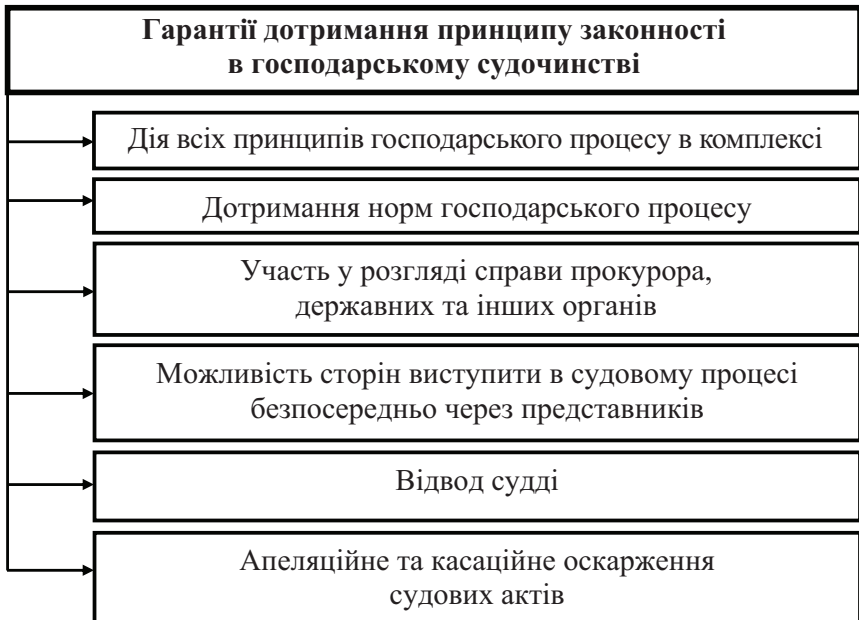 Гарантії дотримання принципу законності
в господарському судочинстві
Дія всіх принципів господарського процесу в комплексі
Дотримання норм господарського процесу
Участь у розгляді справи прокурора,
державних та інших органів
Можливість сторін виступити в судовому процесі
безпосередньо через представників
Відвод судді
Апеляційне та касаційне оскарження
судових актів